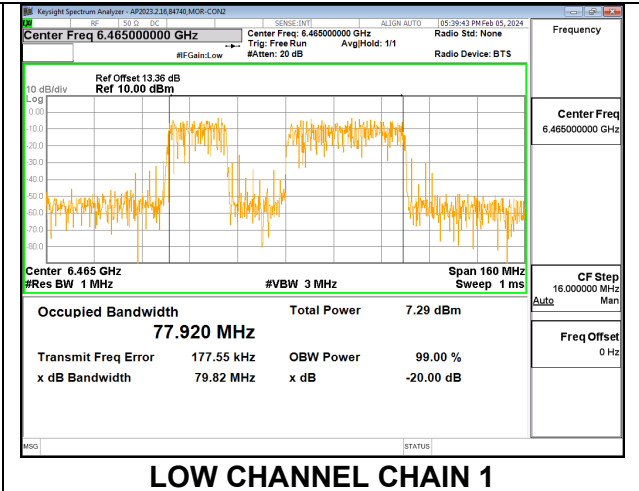 Keysight Spectrum Analyzer - AP2023.2.16,84740,MOR-CONZ
RF 50 Ω DC SENSE:INT ALIGN AUTO 05:39:43 PM Feb 05, 2024
Center Freq 6.465000000 GHz
Center Freq: 6.465000000 GHz
Radio Std: None
Trig: Free Run Avg|Hold: 1/1
#IFGain:Low
#Atten: 20 dB
Radio Device: BTS
Frequency
Ref Offset 13.36 dB
10 dB/div Ref 10.00 dBm
Log
0.00
-10.0
-20.0
-30.0
-40.0
-50.0
-60.0
-70.0
-80.0
Center 6.465 GHz Span 160 MHz
#Res BW 1 MHz #VBW 3 MHz Sweep 1 ms
Center Freq
6.465000000 GHz
CF Step
16.000000 MHz
Auto Man
Freq Offset
0 Hz
Occupied Bandwidth Total Power 7.29 dBm
77.920 MHz
Transmit Freq Error 177.55 kHz OBW Power 99.00 %
x dB Bandwidth 79.82 MHz x dB -20.00 dB
MSG STATUS
LOW CHANNEL CHAIN 1